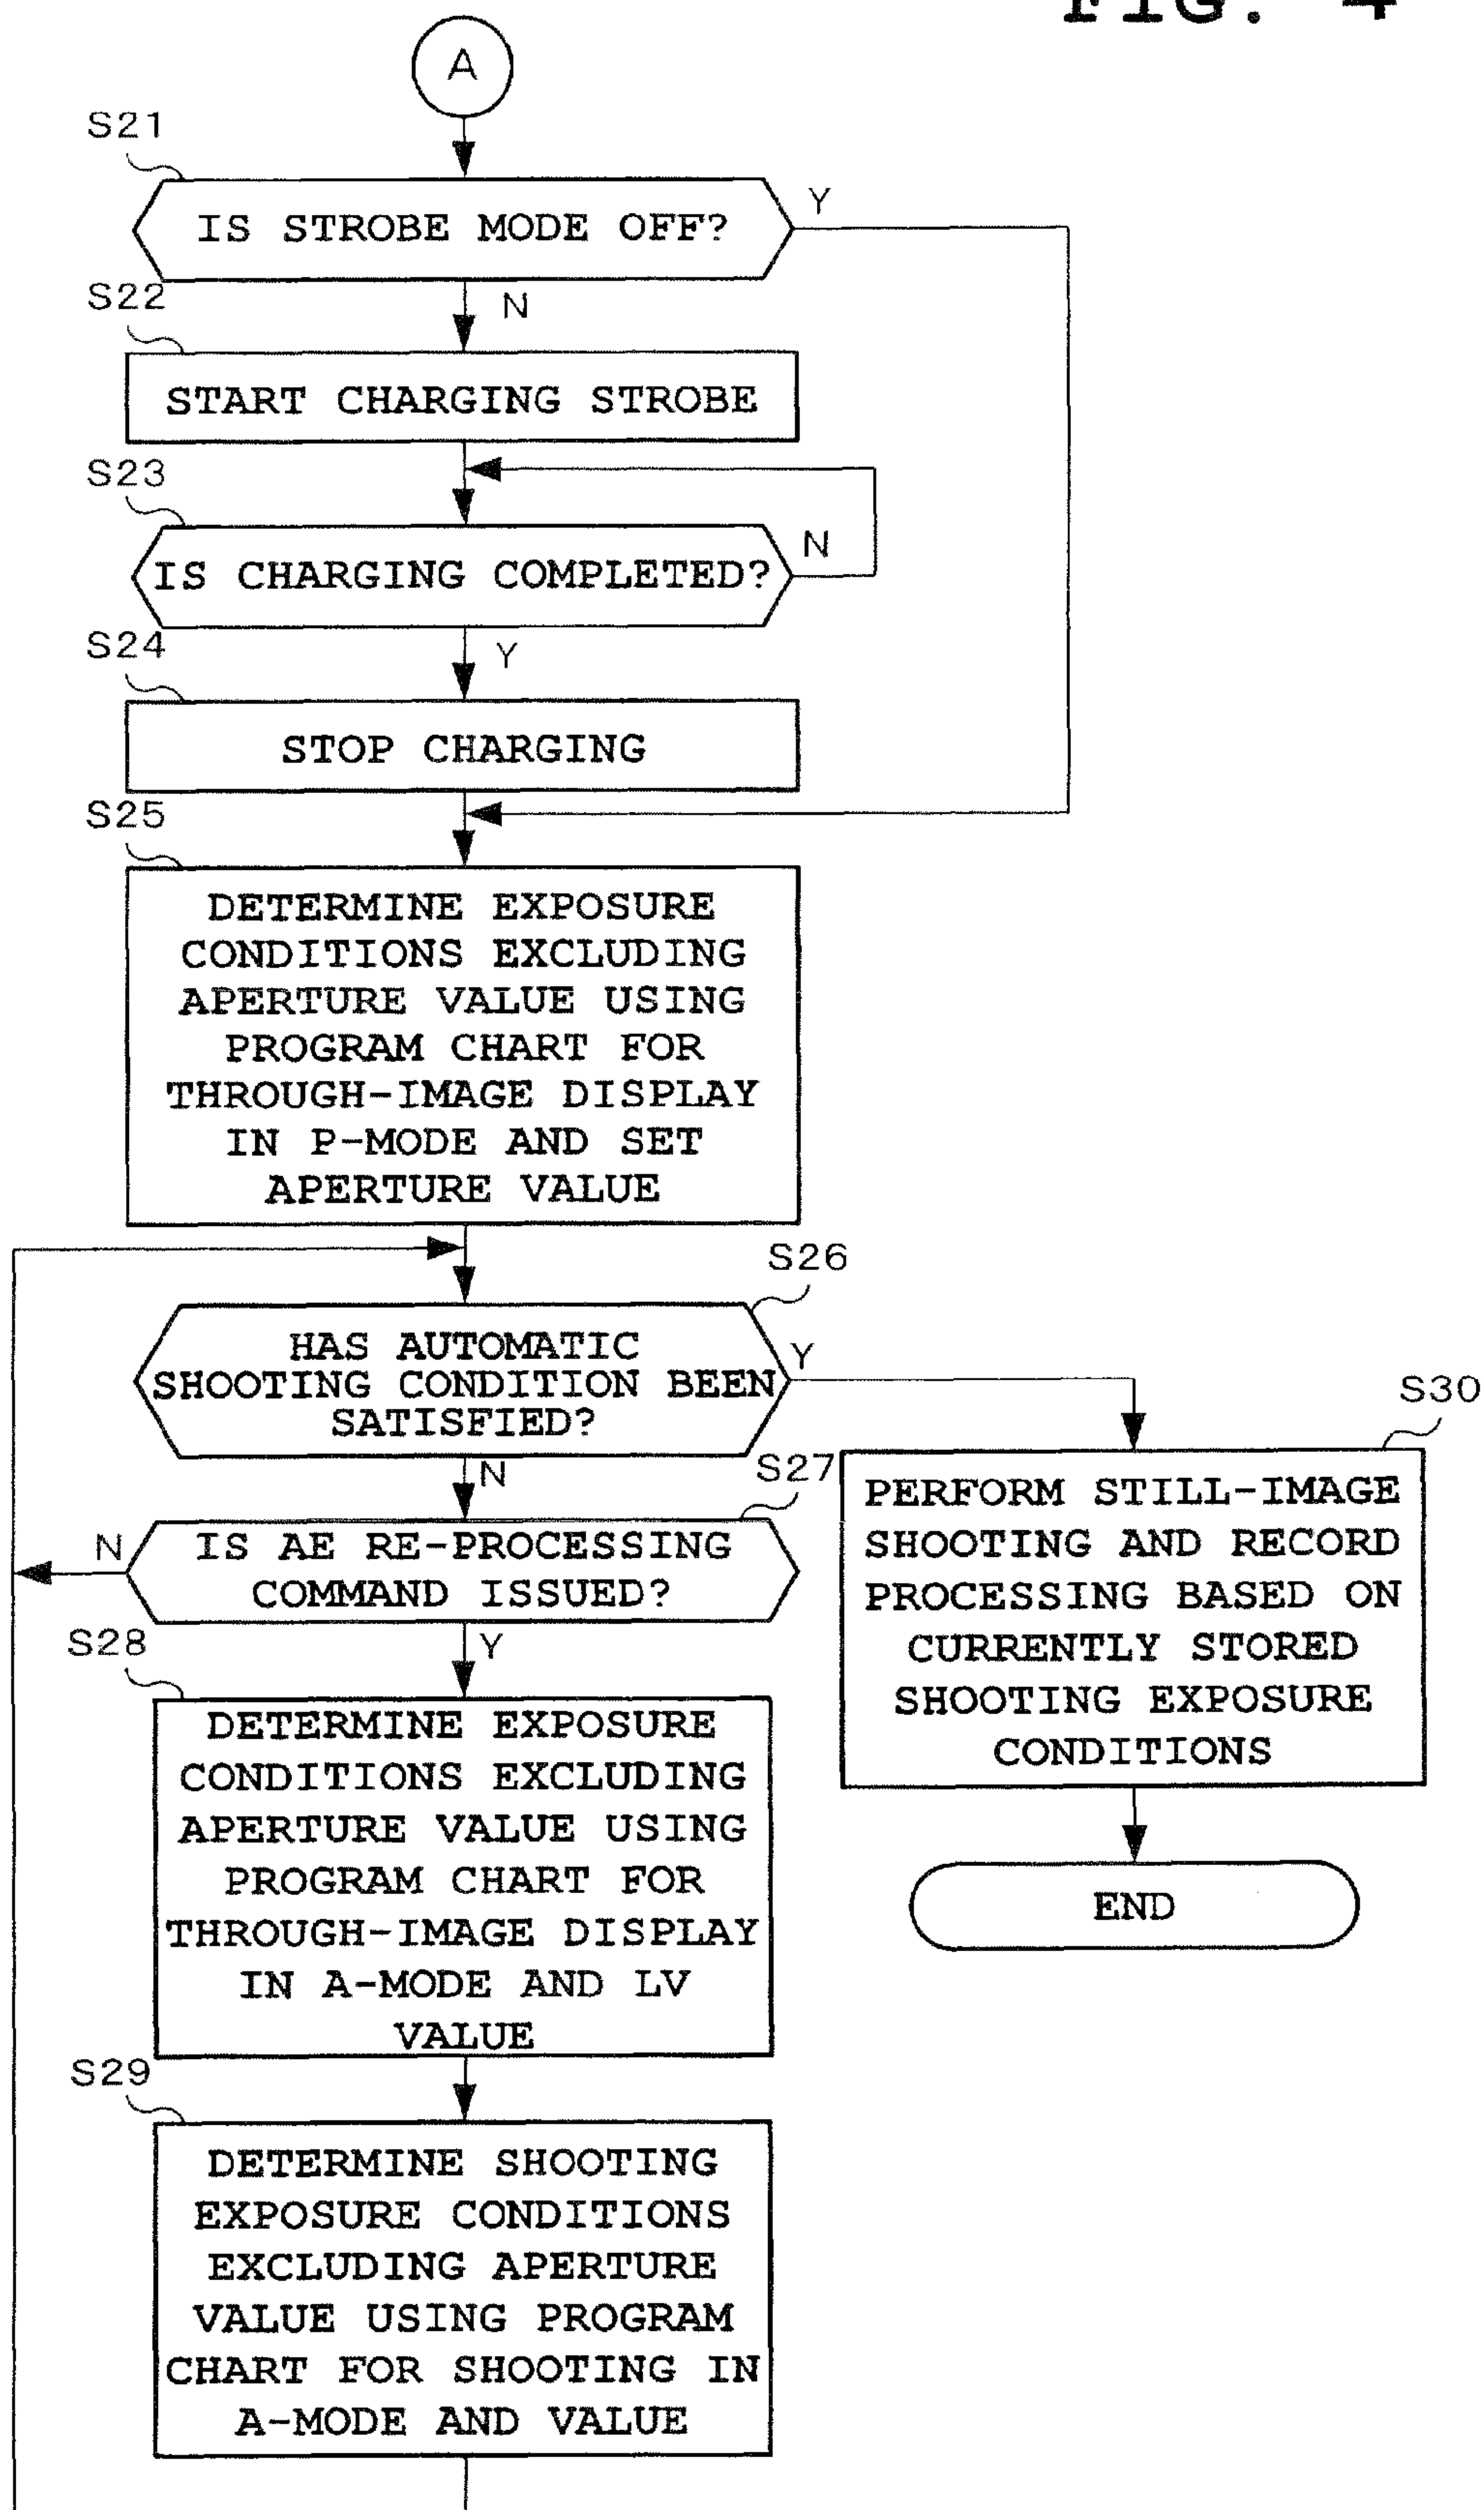 FIG. 4
A
S21
IS STROBE MODE OFF?
Y
N
S22
START CHARGING STROBE
S23
IS CHARGING COMPLETED?
N
Y
S24
STOP CHARGING
S25
DETERMINE EXPOSURE
CONDITIONS EXCLUDING
APERTURE VALUE USING
PROGRAM CHART FOR
THROUGH-IMAGE DISPLAY
IN P-MODE AND SET
APERTURE VALUE
S26
HAS AUTOMATIC
SHOOTING CONDITION BEEN
SATISFIED?
Y
N
S27
IS AE RE-PROCESSING
COMMAND ISSUED?
N
Y
S28
DETERMINE EXPOSURE
CONDITIONS EXCLUDING
APERTURE VALUE USING
PROGRAM CHART FOR
THROUGH-IMAGE DISPLAY
IN A-MODE AND LV
VALUE
S29
DETERMINE SHOOTING
EXPOSURE CONDITIONS
EXCLUDING APERTURE
VALUE USING PROGRAM
CHART FOR SHOOTING IN
A-MODE AND VALUE
S30
PERFORM STILL-IMAGE
SHOOTING AND RECORD
PROCESSING BASED ON
CURRENTLY STORED
SHOOTING EXPOSURE
CONDITIONS
END